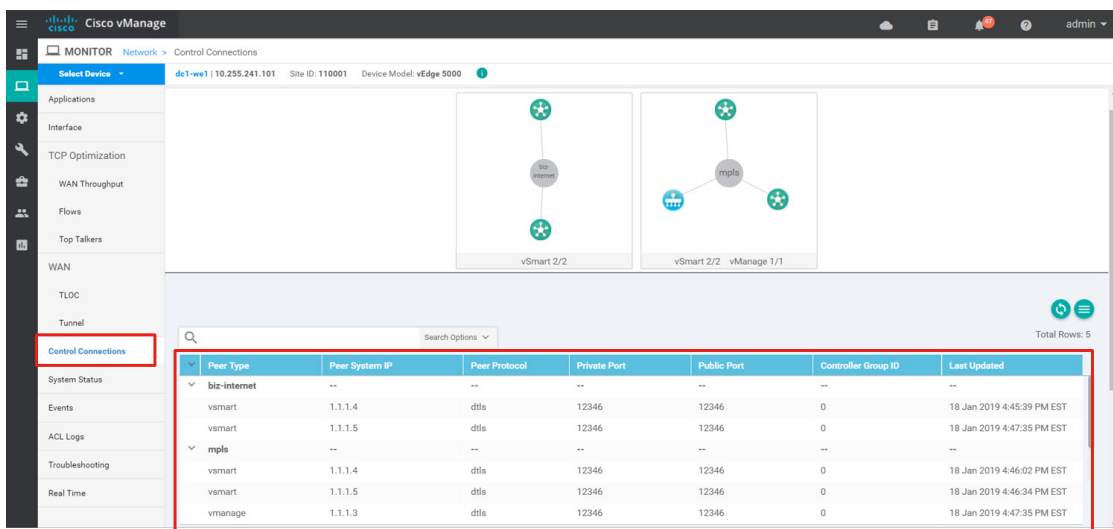 cisco Cisco vManage 47 admin
MONITOR Network > Control Connections
Select Device dc1-we1 | 10.255.241.101 Site ID: 110001 Device Model: vEdge 5000
Applications
Interface
TCP Optimization
WAN Throughput
Flows
Top Talkers
WAN
TLOC
Tunnel
Control Connections
System Status
Events
ACL Logs
Troubleshooting
Real Time
biz-
internet
vSmart 2/2
mpls
vSmart 2/2 vManage 1/1
Search Options
Total Rows: 5
Peer Type Peer System IP Peer Protocol Private Port Public Port Controller Group ID Last Updated
biz-internet -- -- -- -- -- --
vsmart 1.1.1.4 dtls 12346 12346 0 18 Jan 2019 4:45:39 PM EST
vsmart 1.1.1.5 dtls 12346 12346 0 18 Jan 2019 4:47:35 PM EST
mpls -- -- -- -- -- --
vsmart 1.1.1.4 dtls 12346 12346 0 18 Jan 2019 4:46:02 PM EST
vsmart 1.1.1.5 dtls 12346 12346 0 18 Jan 2019 4:46:34 PM EST
vmanage 1.1.1.3 dtls 12346 12346 0 18 Jan 2019 4:47:35 PM EST